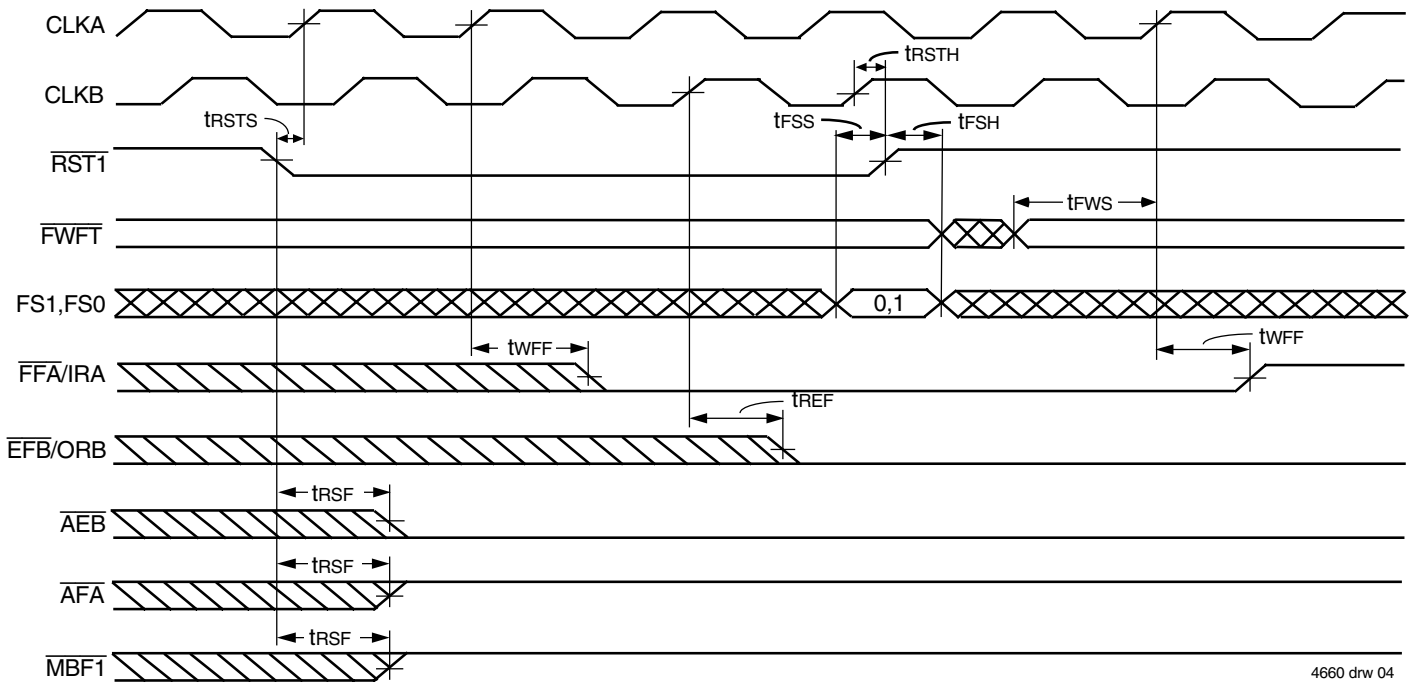 CLKA
tRSTH
CLKB
tRSTS
tFSS
tFSH
RST1
tFWS
FWFT
FS1,FS0
0,1
tWFF
tWFF
FFA/IRA
tREF
EFB/ORB
tRSF
AEB
tRSF
AFA
tRSF
MBF1
4660 drw 04